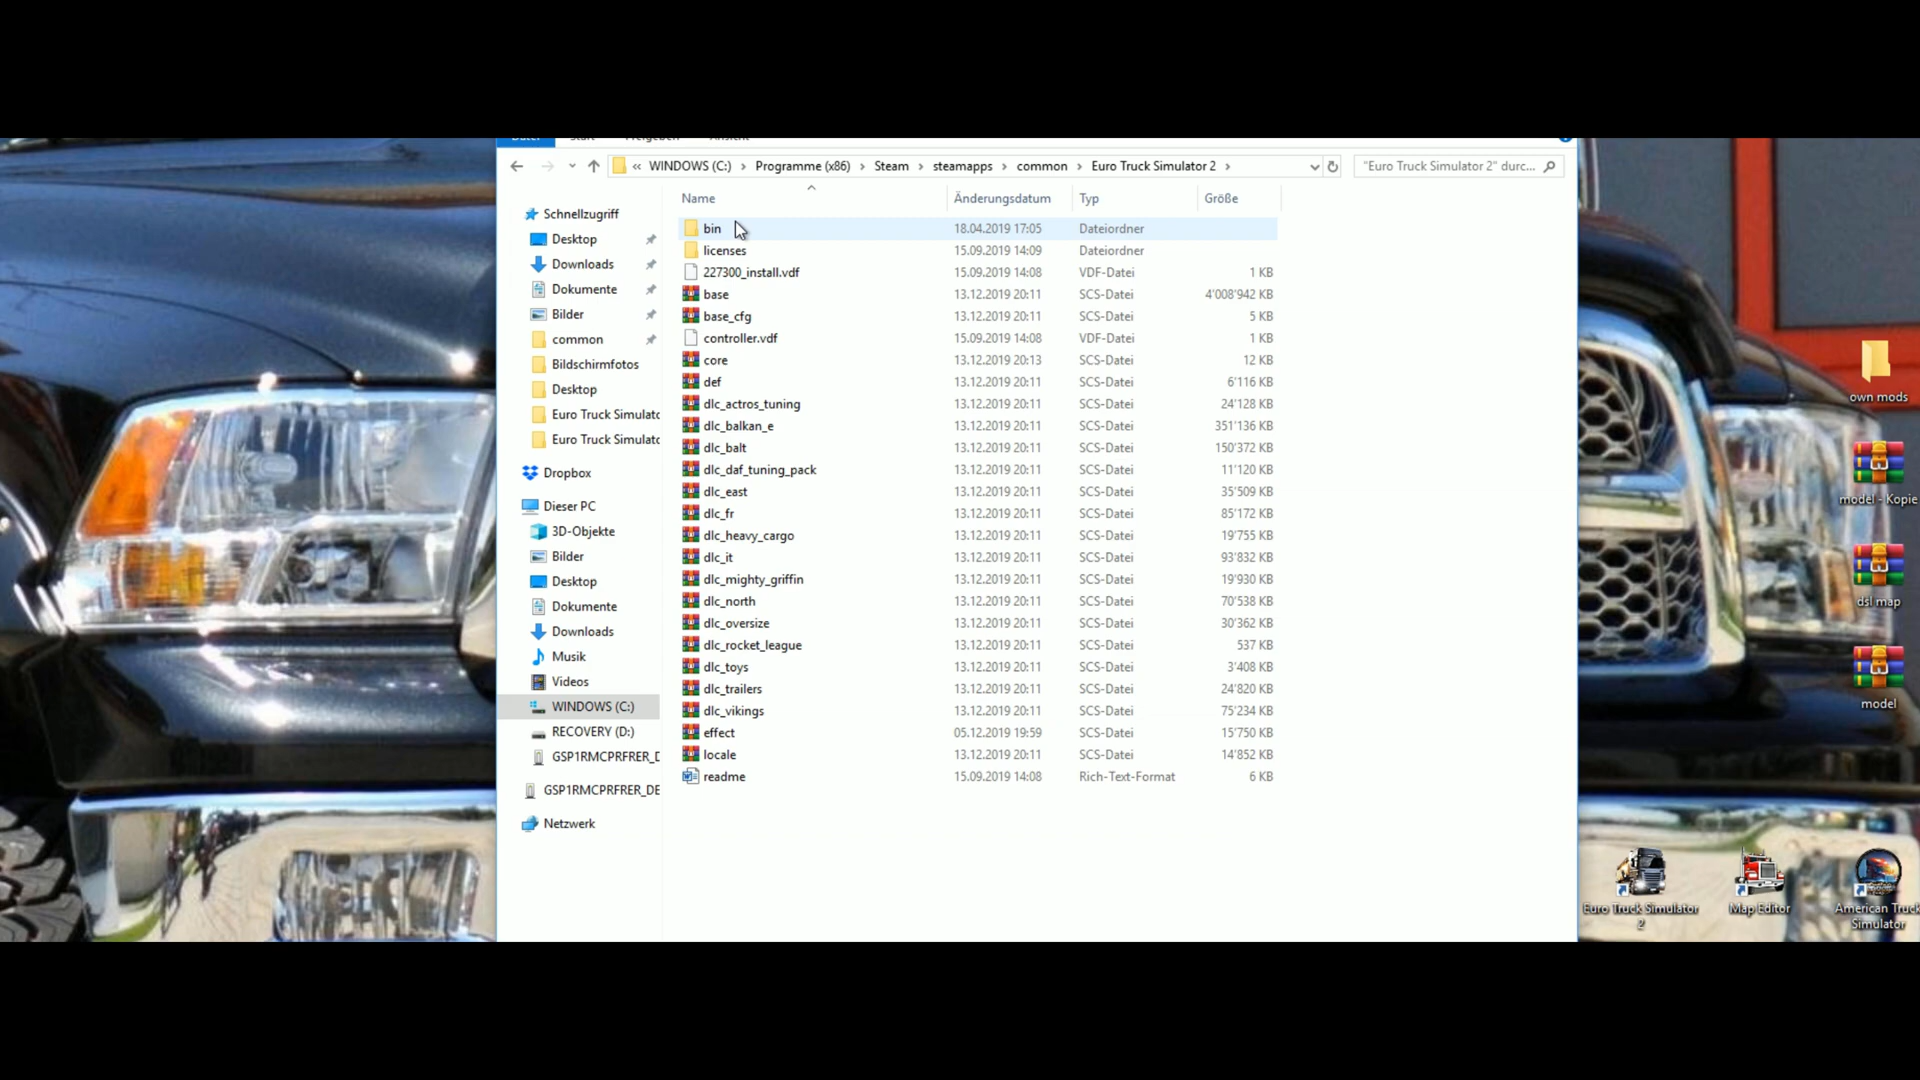 Datei Start Freigeben Ansicht
« WINDOWS (C:) › Programme (x86) › Steam › steamapps › common › Euro Truck Simulator 2 ›
"Euro Truck Simulator 2" durc...
Name Änderungsdatum Typ Größe
Schnellzugriff
Desktop
Downloads
Dokumente
Bilder
common
Bildschirmfotos
Desktop
Euro Truck Simulato
Euro Truck Simulato
Dropbox
Dieser PC
3D-Objekte
Bilder
Desktop
Dokumente
Downloads
Musik
Videos
WINDOWS (C:)
RECOVERY (D:)
GSP1RMCPRFRER_D
GSP1RMCPRFRER_DE
Netzwerk
bin 18.04.2019 17:05 Dateiordner
licenses 15.09.2019 14:09 Dateiordner
227300_install.vdf 15.09.2019 14:08 VDF-Datei 1 KB
base 13.12.2019 20:11 SCS-Datei 4'008'942 KB
base_cfg 13.12.2019 20:11 SCS-Datei 5 KB
controller.vdf 15.09.2019 14:08 VDF-Datei 1 KB
core 13.12.2019 20:13 SCS-Datei 12 KB
def 13.12.2019 20:11 SCS-Datei 6'116 KB
dlc_actros_tuning 13.12.2019 20:11 SCS-Datei 24'128 KB
dlc_balkan_e 13.12.2019 20:11 SCS-Datei 351'136 KB
dlc_balt 13.12.2019 20:11 SCS-Datei 150'372 KB
dlc_daf_tuning_pack 13.12.2019 20:11 SCS-Datei 11'120 KB
dlc_east 13.12.2019 20:11 SCS-Datei 35'509 KB
dlc_fr 13.12.2019 20:11 SCS-Datei 85'172 KB
dlc_heavy_cargo 13.12.2019 20:11 SCS-Datei 19'755 KB
dlc_it 13.12.2019 20:11 SCS-Datei 93'832 KB
dlc_mighty_griffin 13.12.2019 20:11 SCS-Datei 19'930 KB
dlc_north 13.12.2019 20:11 SCS-Datei 70'538 KB
dlc_oversize 13.12.2019 20:11 SCS-Datei 30'362 KB
dlc_rocket_league 13.12.2019 20:11 SCS-Datei 537 KB
dlc_toys 13.12.2019 20:11 SCS-Datei 3'408 KB
dlc_trailers 13.12.2019 20:11 SCS-Datei 24'820 KB
dlc_vikings 13.12.2019 20:11 SCS-Datei 75'234 KB
effect 05.12.2019 19:59 SCS-Datei 15'750 KB
locale 13.12.2019 20:11 SCS-Datei 14'852 KB
readme 15.09.2019 14:08 Rich-Text-Format 6 KB
own mods
model - Kopie
dsl map
model
Euro Truck Simulator
2
Map Editor
American Truck
Simulator